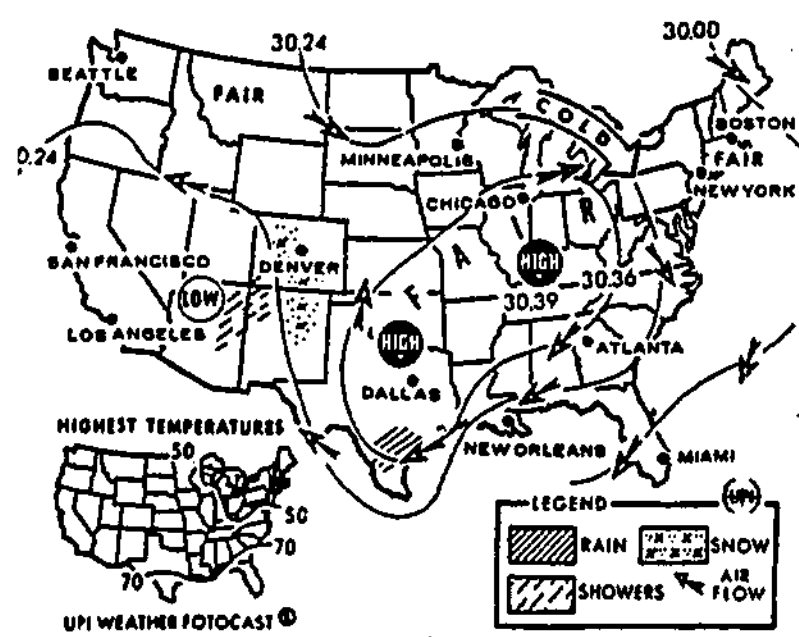 30.24
30.00
SEATTLE
FAIR
COLD
BOSTON
MINNEAPOLIS
FAIR
0.24
NEW YORK
CHICAGO
FAIR
SAN FRANCISCO
DENVER
HIGH
LOW
30.36
30.39
LOS ANGELES
HIGH
ATLANTA
DALLAS
HIGHEST TEMPERATURES
NEW ORLEANS
MIAMI
50
50
70
70
UPI WEATHER FOTOCAST
LEGEND
UPI
RAIN
SNOW
SHOWERS
AIR
FLOW